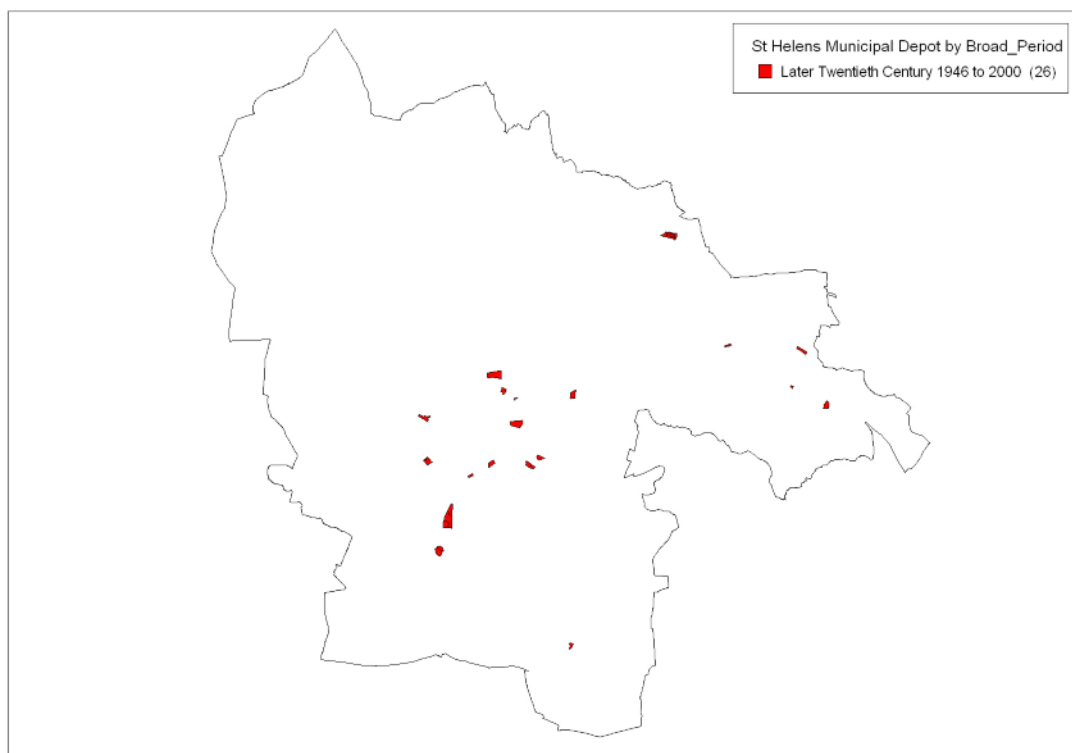 St Helens Municipal Depot by Broad_Period
Later Twentieth Century 1946 to 2000 (26)